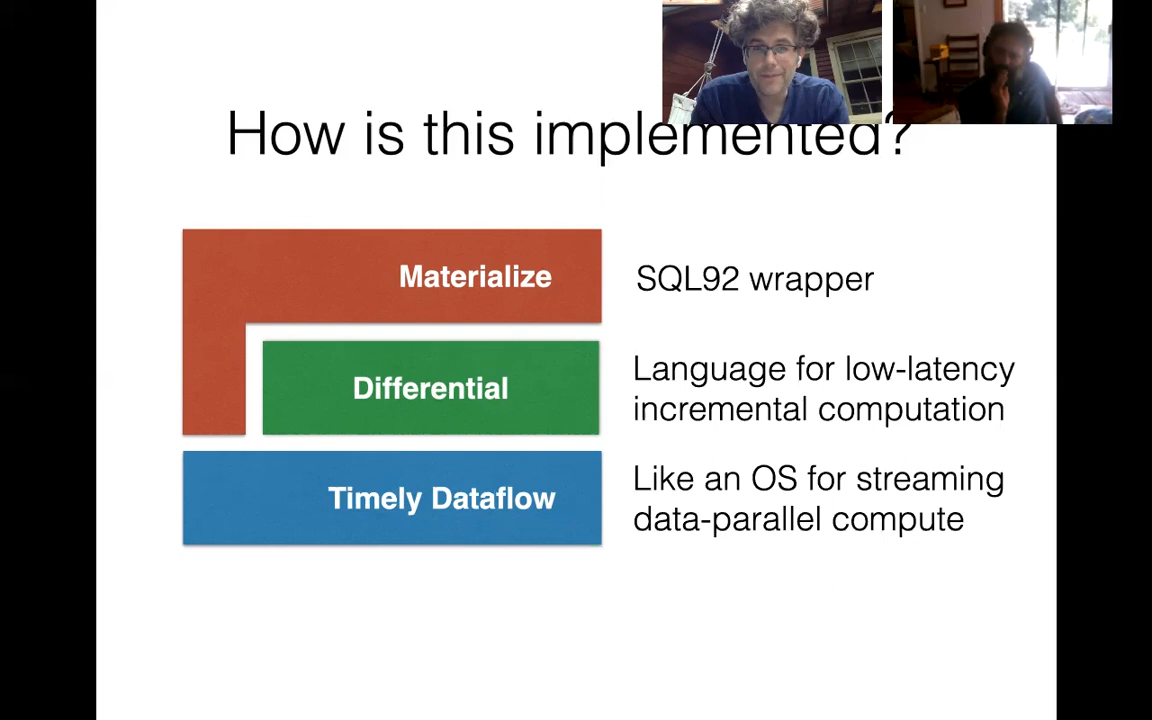 How is this implemented?
Materialize
SQL92 wrapper
Differential
Language for low-latency
incremental computation
Timely Dataflow
Like an OS for streaming
data-parallel compute